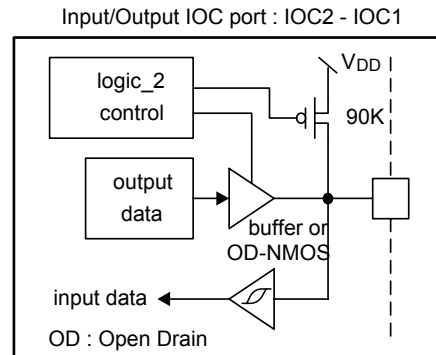 Input/Output IOC port : IOC2 - IOC1
VDD
logic_2
control
90K
output
data
buffer or
OD-NMOS
input data
OD : Open Drain